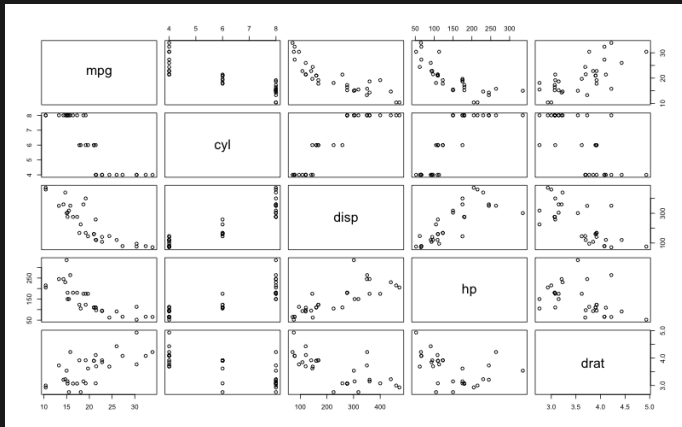 4 5 6 7 8
50 100 150 200 250 300
mpg
10 20 30
4 5 6 7 8
cyl
disp
100 300
50 150 250
hp
drat
3.0 4.0 5.0
10 15 20 25 30
100 200 300 400
3.0 3.5 4.0 4.5 5.0